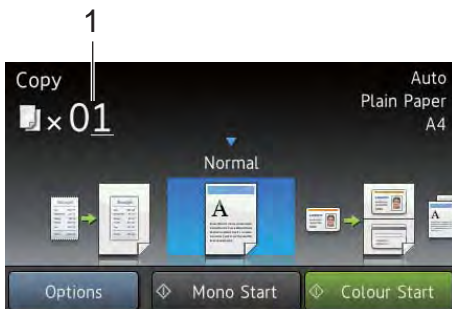 1
Copy
×01
Auto
Plain Paper
A4
Normal
A
A
Options
Mono Start
Colour Start